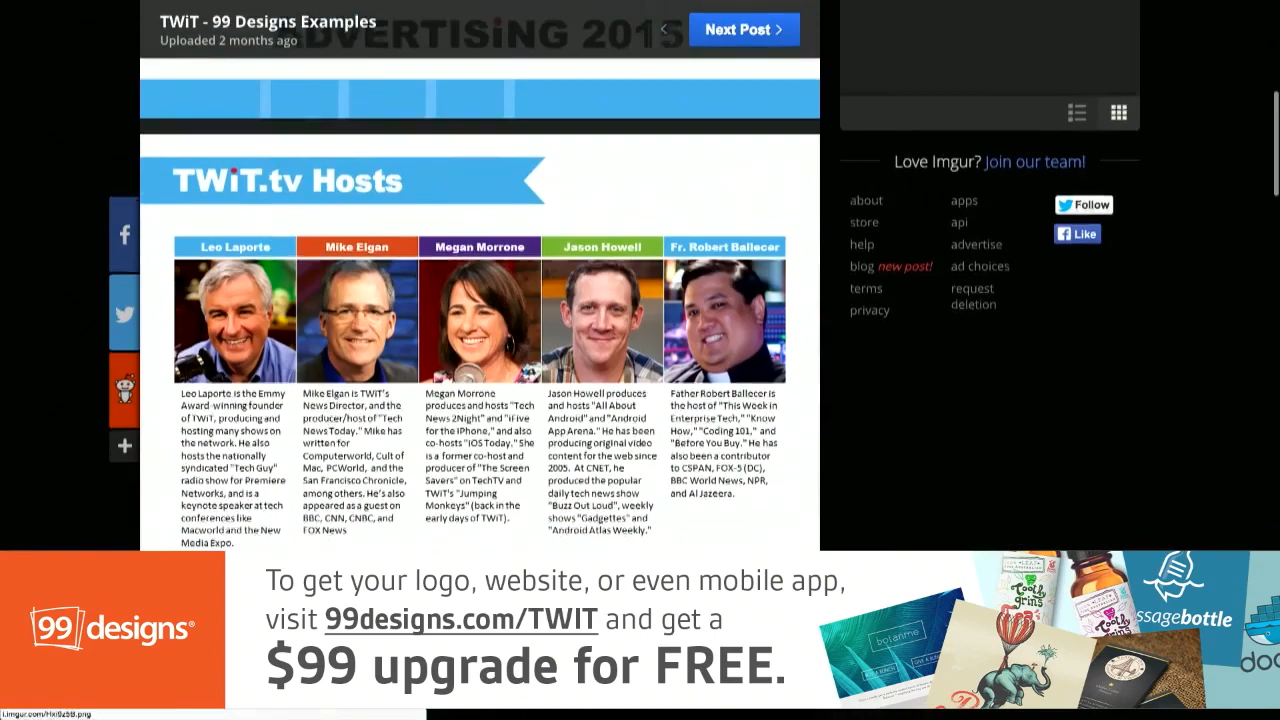 TWiT - 99 Designs Examples
Uploaded 2 months ago
ADVERTISING 2015
Next Post >
TWiT.tv Hosts
Leo Laporte
Mike Elgan
Megan Morrone
Jason Howell
Fr. Robert Ballecer
Leo Laporte is the Emmy
Award-winning founder
of TWiT, producing and
hosting many shows on
the network. He also
hosts the nationally
syndicated "Tech Guy"
radio show for Premiere
Networks, and is a
keynote speaker at tech
conferences like
Macworld and the New
Media Expo.
Mike Elgan is TWiT's
News Director, and the
producer/host of "Tech
News Today." Mike has
written for
Computerworld, Cult of
Mac, PCWorld, and the
San Francisco Chronicle,
among others. He's also
appeared as a guest on
BBC, CNN, CNBC, and
FOX News
Megan Morrone
produces and hosts "Tech
News 2Night" and "iFive
for the iPhone," and also
co-hosts "iOS Today." She
is a former co-host and
producer of "The Screen
Savers" on TechTV and
TWiT's "Jumping
Monkeys" (back in the
early days of TWiT).
Jason Howell produces
and hosts "All About
Android" and "Android
App Arena." He has been
producing original video
content for the web since
2005. At CNET, he
produced the popular
daily tech news show
"Buzz Out Loud", weekly
shows "Gadgettes" and
"Android Atlas Weekly."
Father Robert Ballecer is
the host of "This Week in
Enterprise Tech," "Know
How," "Coding 101," and
"Before You Buy." He has
also been a contributor
to CSPAN, FOX-5 (DC),
BBC World News, NPR,
and Al Jazeera.
Love Imgur? Join our team!
about
store
help
blog new post!
terms
privacy
apps
api
advertise
ad choices
request
deletion
Follow
Like
99designs®
To get your logo, website, or even mobile app,
visit 99designs.com/TWIT and get a
$99 upgrade for FREE.
botanme
Tooth
grins
Tooth
grins
ssagebottle
doc
i.imgur.com/Hxi9z5B.png